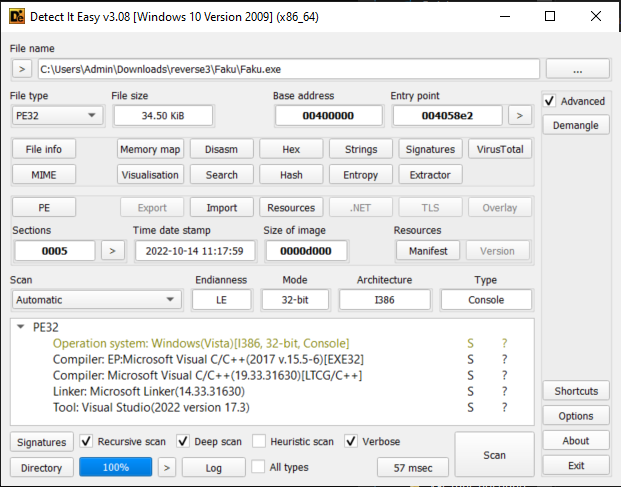 Detect It Easy v3.08 [Windows 10 Version 2009] (x86_64)
File name
> C:\Users\Admin\Downloads\reverse3\Faku\Faku.exe ...
File type File size Base address Entry point Advanced
PE32 34.50 KiB 00400000 004058e2 > Demangle
File info Memory map Disasm Hex Strings Signatures VirusTotal
MIME Visualisation Search Hash Entropy Extractor
PE Export Import Resources .NET TLS Overlay
Sections Time date stamp Size of image Resources
0005 > 2022-10-14 11:17:59 0000d000 Manifest Version
Scan Endianness Mode Architecture Type
Automatic LE 32-bit I386 Console
PE32
Operation system: Windows(Vista)[I386, 32-bit, Console] S ?
Compiler: EP:Microsoft Visual C/C++(2017 v.15.5-6)[EXE32] S ?
Compiler: Microsoft Visual C/C++(19.33.31630)[LTCG/C++] S ?
Linker: Microsoft Linker(14.33.31630) S ?
Tool: Visual Studio(2022 version 17.3) S ?
Shortcuts
Options
Signatures Recursive scan Deep scan Heuristic scan Verbose Scan About
Directory 100% > Log All types 57 msec Exit